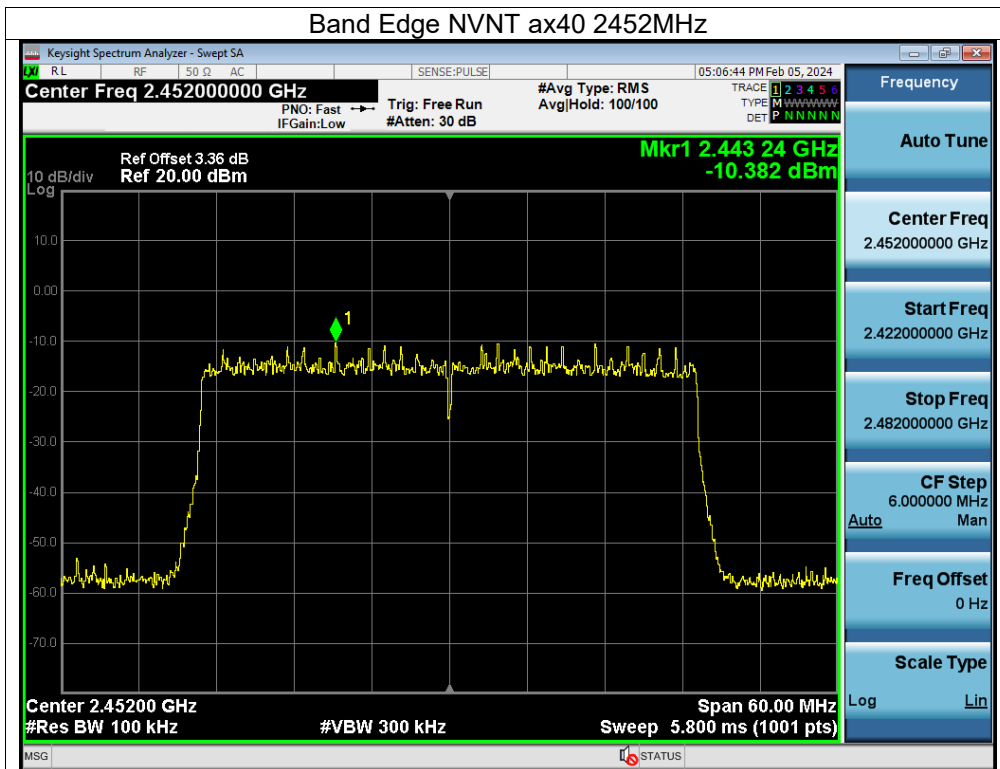 Band Edge NVNT ax40 2452MHz
Keysight Spectrum Analyzer - Swept SA
LXI RL RF 50 Ω AC SENSE:PULSE 05:06:44 PM Feb 05, 2024
Center Freq 2.452000000 GHz #Avg Type: RMS TRACE 1 2 3 4 5 6
PNO: Fast Trig: Free Run Avg|Hold: 100/100 TYPE M WWWWW
IFGain:Low #Atten: 30 dB DET P N N N N N
Mkr1 2.443 24 GHz
-10.382 dBm
Ref Offset 3.36 dB
10 dB/div Ref 20.00 dBm
Log
10.0
0.00
-10.0
-20.0
-30.0
-40.0
-50.0
-60.0
-70.0
1
Center 2.45200 GHz Span 60.00 MHz
#Res BW 100 kHz #VBW 300 kHz Sweep 5.800 ms (1001 pts)
MSG STATUS
Frequency
Auto Tune
Center Freq
2.452000000 GHz
Start Freq
2.422000000 GHz
Stop Freq
2.482000000 GHz
CF Step
6.000000 MHz
Auto Man
Freq Offset
0 Hz
Scale Type
Log Lin